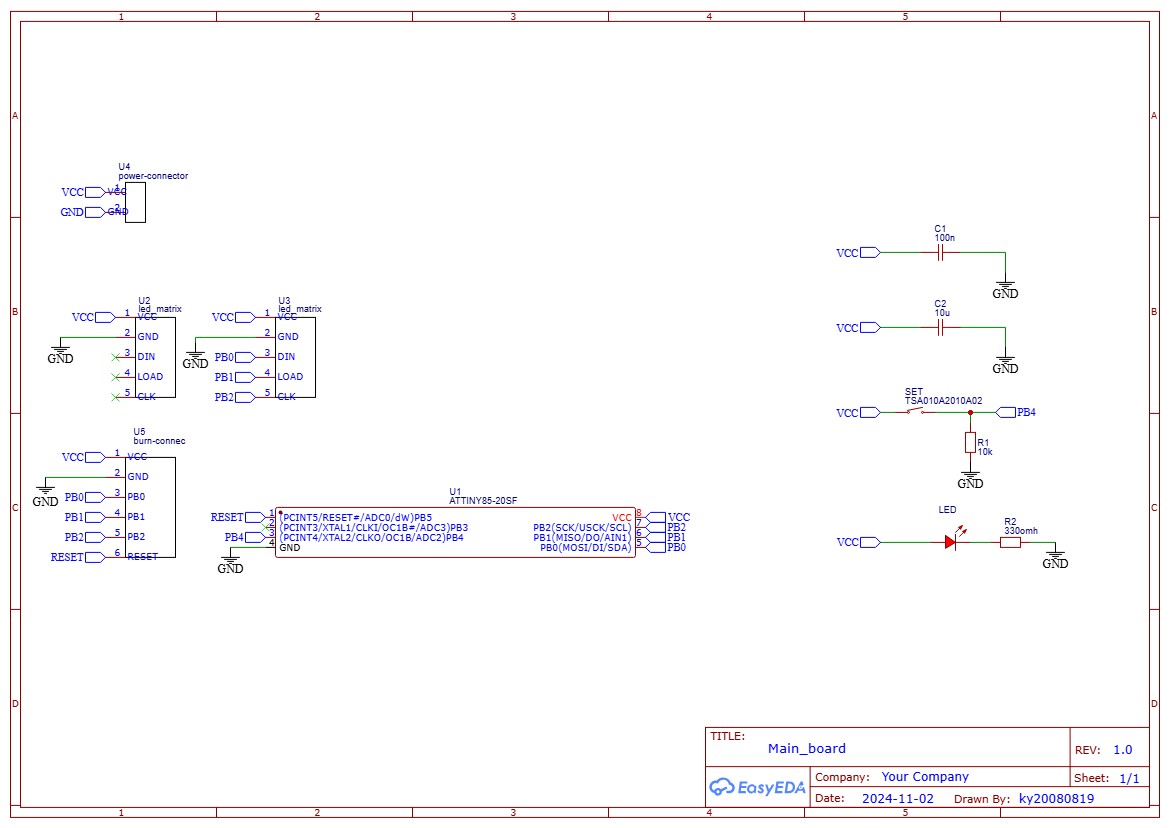 1 2 3 4 5
A A
U4
power-connector
VCC 1 VCC
GND 2 GND
C1
100n
VCC
GND
B B
U2
led_matrix
VCC 1 VCC
2 GND
GND
3 DIN
4 LOAD
5 CLK
U3
led_matrix
VCC 1 VCC
2 GND
GND
PB0 3 DIN
PB1 4 LOAD
PB2 5 CLK
C2
10u
VCC
GND
SET
TSA010A2010A02
VCC PB4
R1
10k
GND
U5
burn-connec
VCC 1 VCC
2 GND
GND
PB0 3 PB0
PB1 4 PB1
PB2 5 PB2
RESET 6 RESET
C C
U1
ATTINY85-20SF
RESET 1 (PCINT5/RESET#/ADC0/dW)PB5 VCC 8 VCC
2 (PCINT3/XTAL1/CLKI/OC1B#/ADC3)PB3 PB2(SCK/USCK/SCL) 7 PB2
PB4 3 (PCINT4/XTAL2/CLKO/OC1B/ADC2)PB4 PB1(MISO/DO/AIN1) 6 PB1
4 GND PB0(MOSI/DI/SDA) 5 PB0
GND
LED
R2
330mh
VCC
GND
D D
TITLE:
Main_board
REV: 1.0
EasyEDA
Company: Your Company
Sheet: 1/1
Date: 2024-11-02 Drawn By: ky20080819
1 2 3 4 5